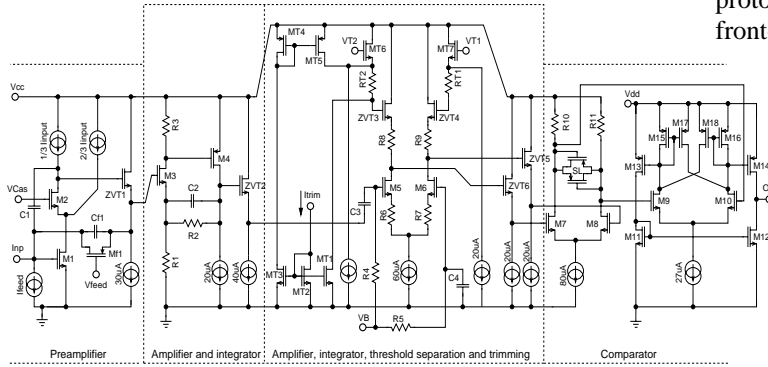 proto
front
MT4
MT5
VT2
MT6
MT7
VT1
RT2
RT1
Vcc
Vdd
1/3 Iinput
2/3 Iinput
R3
M4
ZVT3
R8
R9
ZVT4
R10
R11
M17
M18
M15
M16
M13
M14
VCas
M2
ZVT1
M3
ZVT2
C2
R2
C1
Cf1
Itrim
C3
M5
M6
R6
R7
ZVT5
ZVT6
SL
M7
M8
M9
M10
O
Inp
M1
Mf1
Vfeed
Ifeed
30uA
R1
20uA
40uA
MT3
MT2
MT1
R4
60uA
C4
20uA
20uA
20uA
80uA
M11
27uA
M12
VB
R5
Preamplifier
Amplifier and integrator
Amplifier, integrator, threshold separation and trimming
Comparator